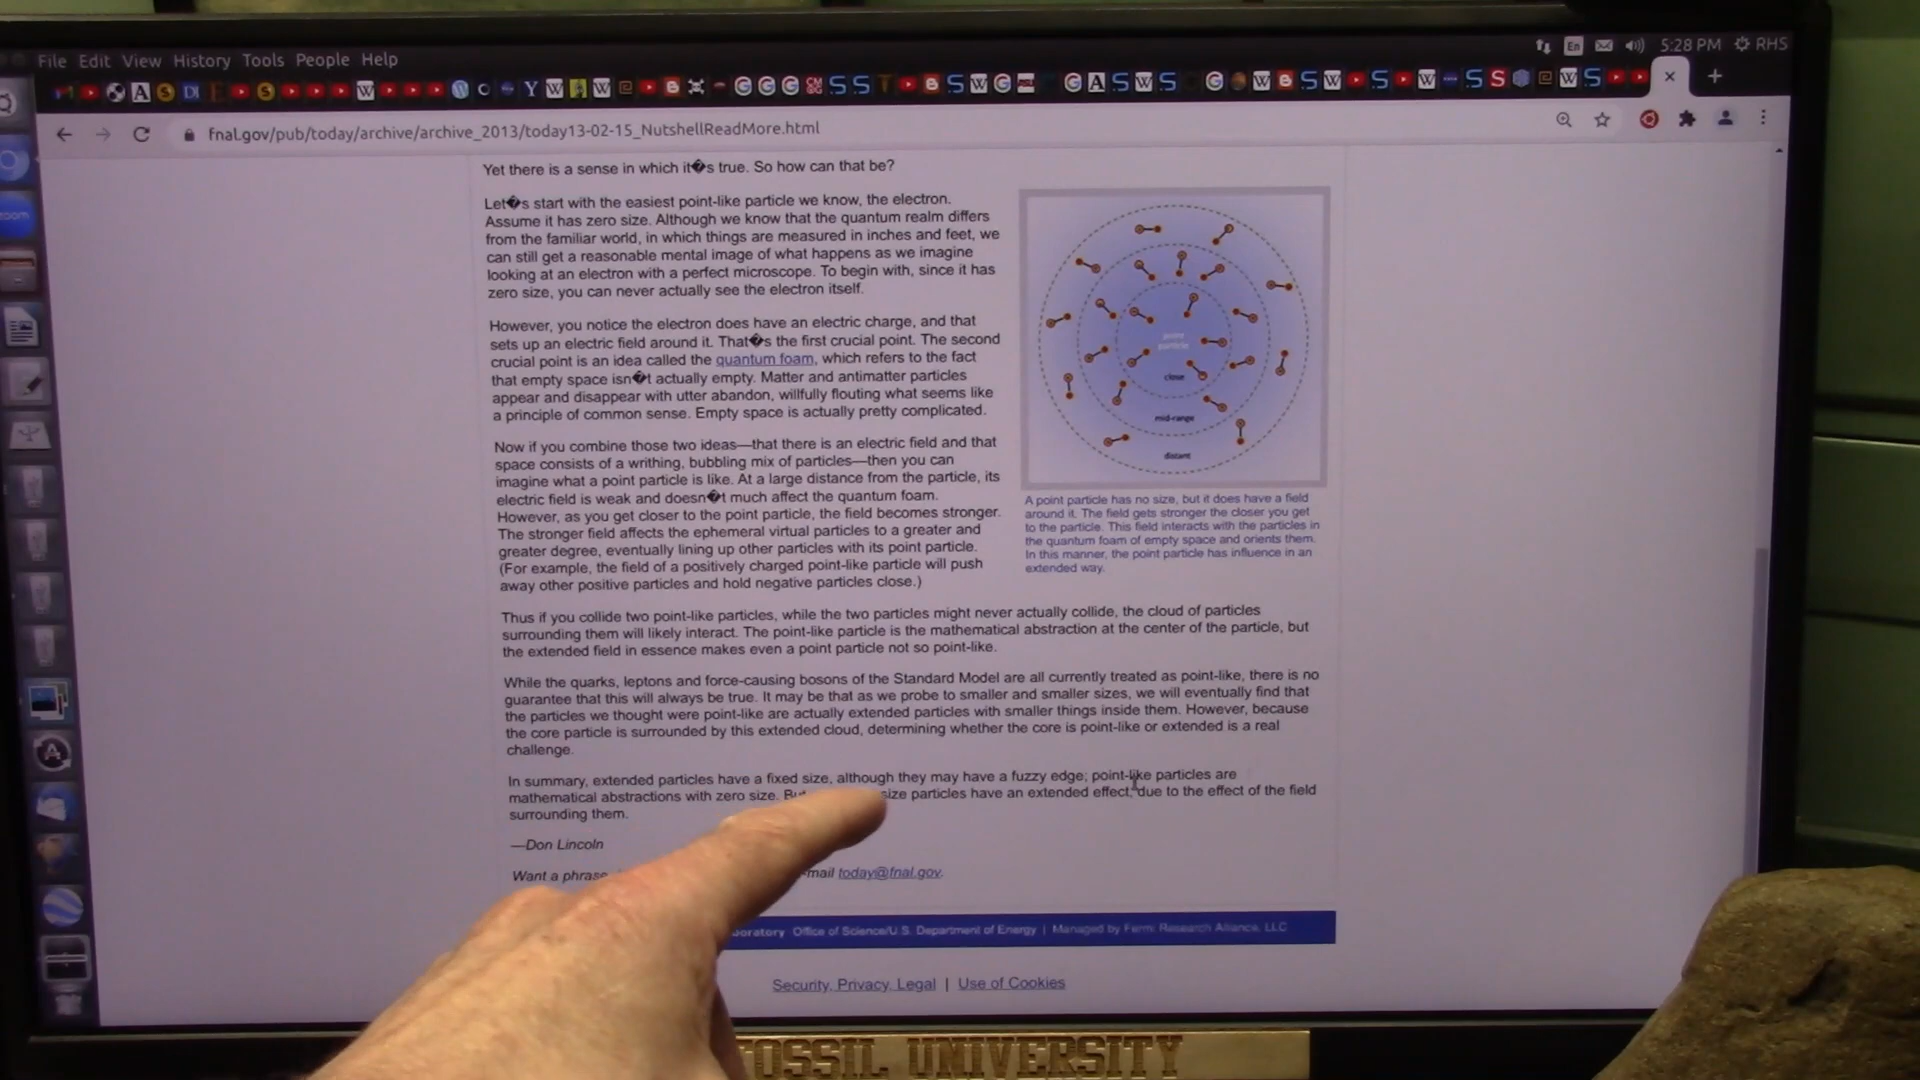 File Edit View History Tools People Help
En 5:28 PM RHS
fnal.gov/pub/today/archive/archive_2013/today13-02-15_NutshellReadMore.html
Yet there is a sense in which it�s true. So how can that be?
Let�s start with the easiest point-like particle we know, the electron.
Assume it has zero size. Although we know that the quantum realm differs
from the familiar world, in which things are measured in inches and feet, we
can still get a reasonable mental image of what happens as we imagine
looking at an electron with a perfect microscope. To begin with, since it has
zero size, you can never actually see the electron itself.
However, you notice the electron does have an electric charge, and that
sets up an electric field around it. That�s the first crucial point. The second
crucial point is an idea called the quantum foam, which refers to the fact
that empty space isn�t actually empty. Matter and antimatter particles
appear and disappear with utter abandon, willfully flouting what seems like
a principle of common sense. Empty space is actually pretty complicated.
Now if you combine those two ideas—that there is an electric field and that
space consists of a writhing, bubbling mix of particles—then you can
imagine what a point particle is like. At a large distance from the particle, its
electric field is weak and doesn�t much affect the quantum foam.
However, as you get closer to the point particle, the field becomes stronger.
The stronger field affects the ephemeral virtual particles to a greater and
greater degree, eventually lining up other particles with its point particle.
(For example, the field of a positively charged point-like particle will push
away other positive particles and hold negative particles close.)
point
particle
close
mid-range
distant
A point particle has no size, but it does have a field
around it. The field gets stronger the closer you get
to the particle. This field interacts with the particles in
the quantum foam of empty space and orients them.
In this manner, the point particle has influence in an
extended way.
Thus if you collide two point-like particles, while the two particles might never actually collide, the cloud of particles
surrounding them will likely interact. The point-like particle is the mathematical abstraction at the center of the particle, but
the extended field in essence makes even a point particle not so point-like.
While the quarks, leptons and force-causing bosons of the Standard Model are all currently treated as point-like, there is no
guarantee that this will always be true. It may be that as we probe to smaller and smaller sizes, we will eventually find that
the particles we thought were point-like are actually extended particles with smaller things inside them. However, because
the core particle is surrounded by this extended cloud, determining whether the core is point-like or extended is a real
challenge.
In summary, extended particles have a fixed size, although they may have a fuzzy edge; point-like particles are
mathematical abstractions with zero size. size particles have an extended effect, due to the effect of the field
surrounding them.
—Don Lincoln
Want a phrase mail today@fnal.gov.
Office of Science/U.S. Department of Energy | Managed by Fermi Research Alliance, LLC
Security, Privacy, Legal | Use of Cookies
FOSSIL UNIVERSITY